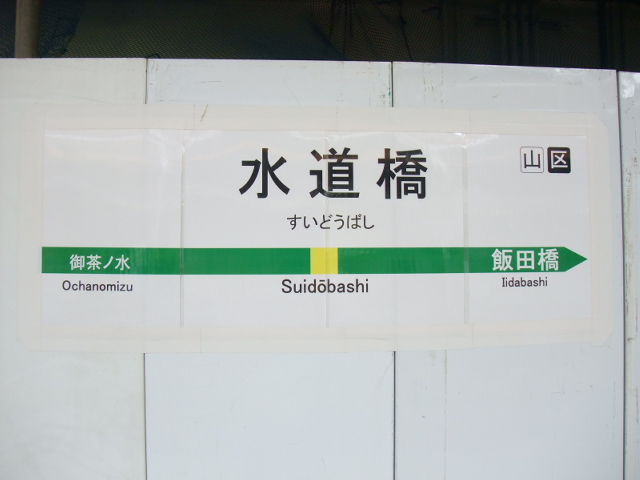 水道橋
山区
すいどうばし
御茶ノ水
飯田橋
Ochanomizu
Suidōbashi
Iidabashi